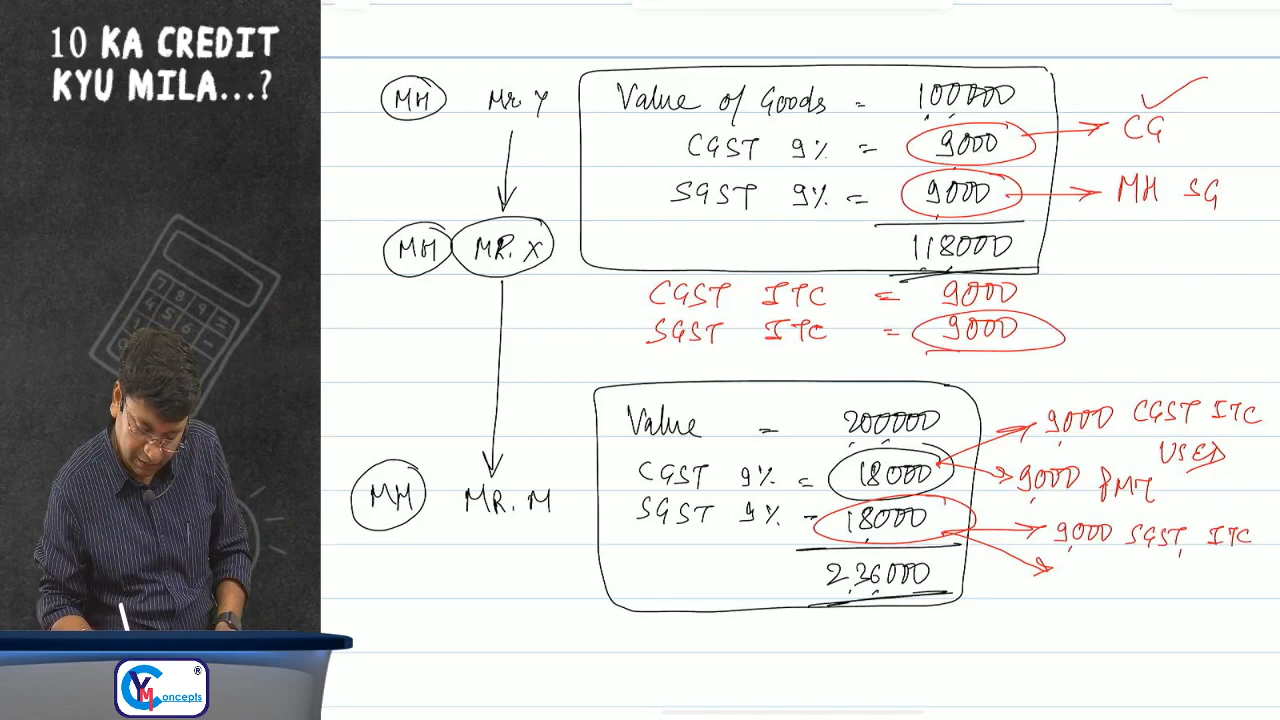 10 KA CREDIT
KYU MILA...?
MH Mr Y
Value of Goods = 100000
CGST 9% = 9000 → CG
SGST 9% = 9000 → MH SG
118000
MH MR. X
CGST ITC = 9000
SGST ITC = 9000
Value = 200000
CGST 9% = 18000
SGST 9% = 18000
236000
9000 CGST ITC
USED
9000 PMT
9000 SGST ITC
MH MR. M
CYM Concepts ®